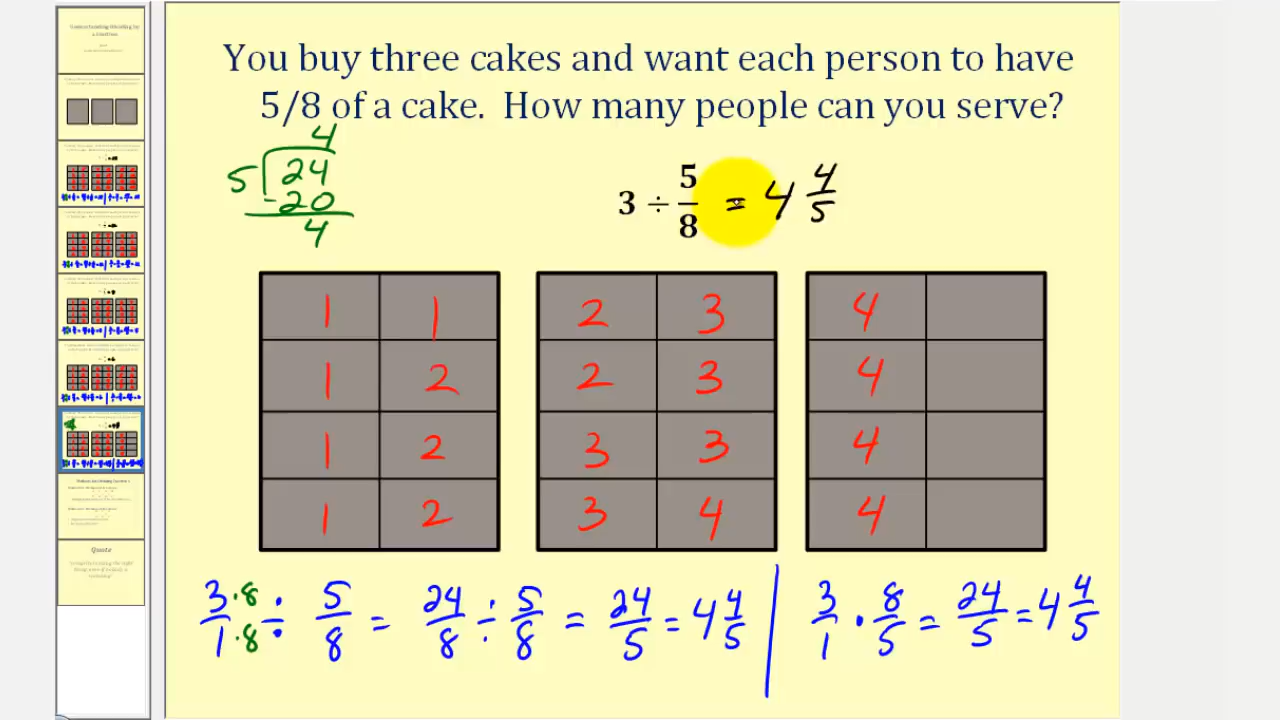 You buy three cakes and want each person to have
5/8 of a cake. How many people can you serve?
4
5 24
-20
4
3 ÷ 5/8 = 4 4/5
1 1 2 3 4
1 2 2 3 4
1 2 3 3 4
1 2 3 4 4
3/1 ·8/·8 ÷ 5/8 = 24/8 ÷ 5/8 = 24/5 = 4 4/5 | 3/1 · 8/5 = 24/5 = 4 4/5
Quote